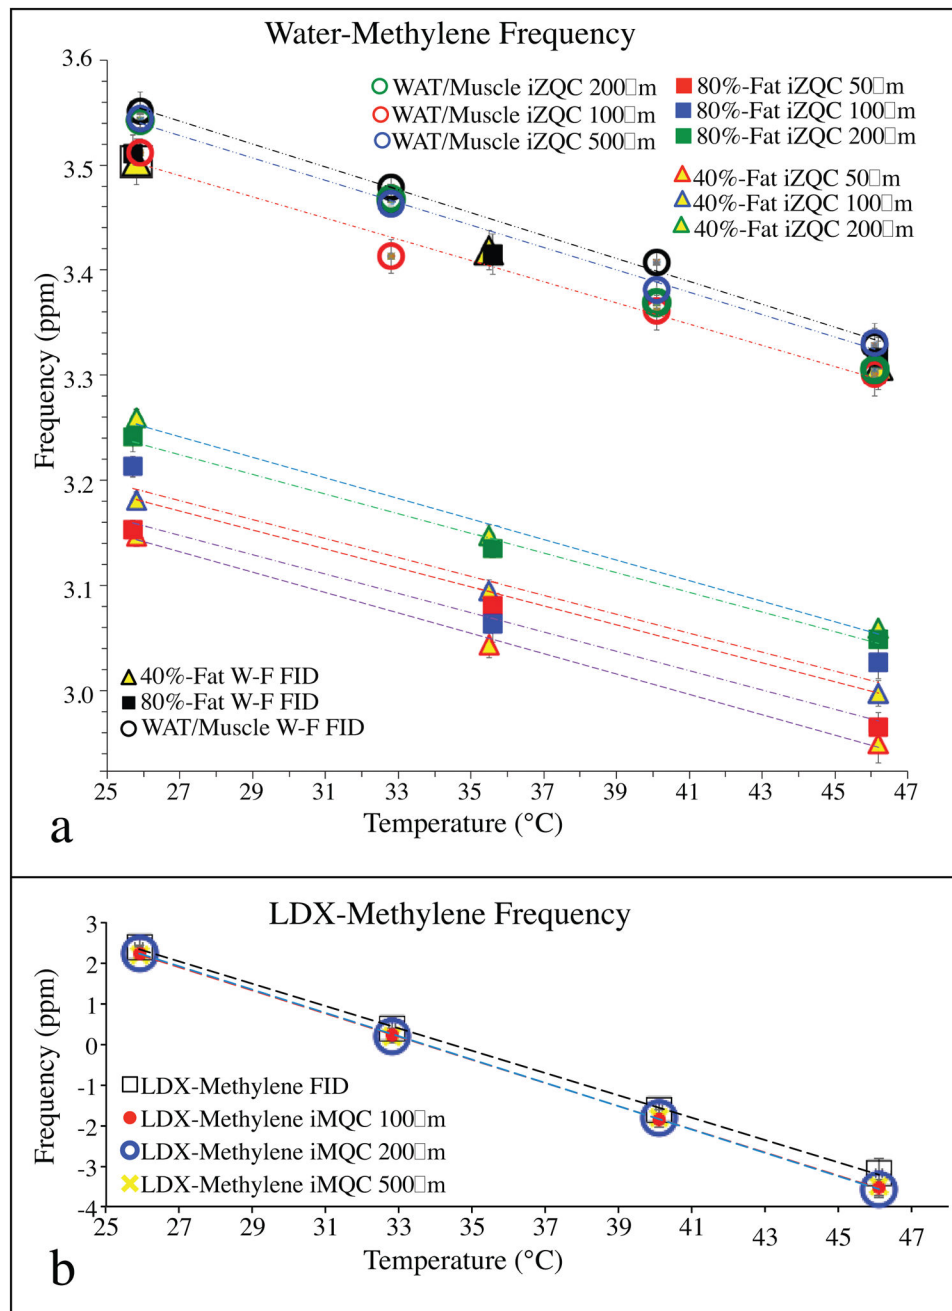 Water-Methylene Frequency
3.6
3.5
3.4
3.3
3.2
3.1
3.0
Frequency (ppm)
WAT/Muscle iZQC 200□m
WAT/Muscle iZQC 100□m
WAT/Muscle iZQC 500□m
80%-Fat iZQC 50□m
80%-Fat iZQC 100□m
80%-Fat iZQC 200□m
40%-Fat iZQC 50□m
40%-Fat iZQC 100□m
40%-Fat iZQC 200□m
40%-Fat W-F FID
80%-Fat W-F FID
WAT/Muscle W-F FID
25 27 29 31 33 35 37 39 41 43 45 47
Temperature (°C)
a
LDX-Methylene Frequency
3
2
1
0
-1
-2
-3
-4
Frequency (ppm)
LDX-Methylene FID
LDX-Methylene iMQC 100□m
LDX-Methylene iMQC 200□m
LDX-Methylene iMQC 500□m
25 27 29 31 33 35 37 39 41 43 45 47
Temperature (°C)
b